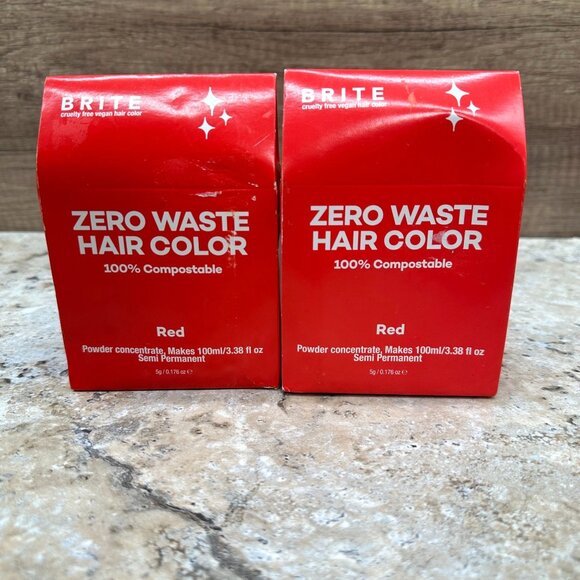 BRITE
cruelty free vegan hair color
ZERO WASTE
HAIR COLOR
100% Compostable
Red
Powder concentrate, Makes 100ml/3.38 fl oz
Semi Permanent
5g / 0.176 oz ℮
BRITE
cruelty free vegan hair color
ZERO WASTE
HAIR COLOR
100% Compostable
Red
Powder concentrate, Makes 100ml/3.38 fl oz
Semi Permanent
5g / 0.176 oz ℮